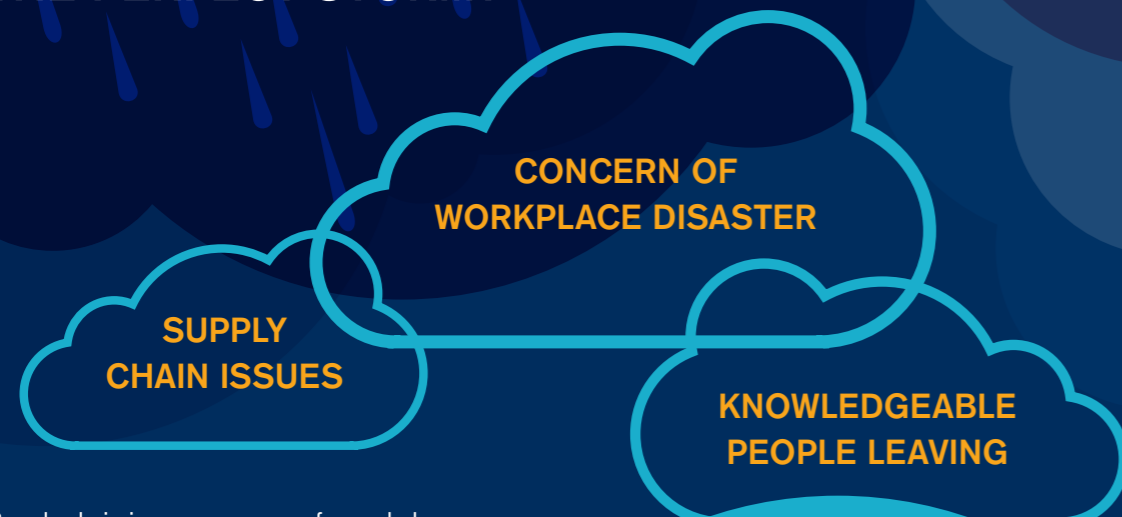 CONCERN OF
WORKPLACE DISASTER
SUPPLY
CHAIN ISSUES
KNOWLEDGEABLE
PEOPLE LEAVING